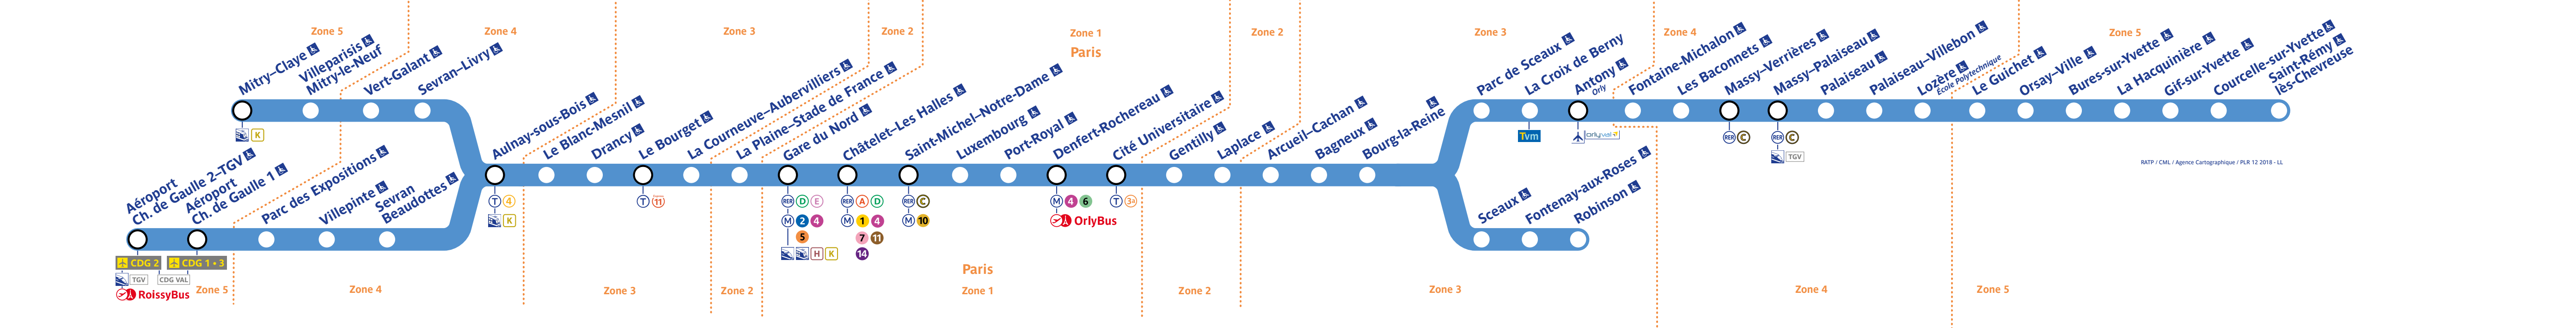 Zone 5
Zone 4
Zone 3
Zone 2
Zone 1
Paris
Zone 2
Zone 3
Zone 4
Zone 5
Mitry–Claye
Villeparisis
Mitry-le-Neuf
Vert-Galant
Sevran–Livry
K
Aéroport
Ch. de Gaulle 2–TGV
Aéroport
Ch. de Gaulle 1
Parc des Expositions
Villepinte
Sevran
Beaudottes
CDG 2
CDG 1 • 3
TGV
CDG VAL
RoissyBus
Aulnay-sous-Bois
T 4
K
Le Blanc-Mesnil
Drancy
Le Bourget
T 11
La Courneuve–Aubervilliers
La Plaine–Stade de France
Gare du Nord
RER D E
M 2 4
5
H K
Châtelet–Les Halles
RER A D
M 1 4
7 11
14
Saint-Michel–Notre-Dame
RER C
M 10
Luxembourg
Port-Royal
Denfert-Rochereau
M 4 6
OrlyBus
Cité Universitaire
T 3a
Gentilly
Laplace
Arcueil–Cachan
Bagneux
Bourg-la-Reine
Parc de Sceaux
La Croix de Berny
Tvm
Antony
Orly
orlyval
Fontaine-Michalon
Les Baconnets
Massy–Verrières
RER C
Massy–Palaiseau
RER C
TGV
Palaiseau
Palaiseau–Villebon
Lozère
École Polytechnique
Le Guichet
Orsay–Ville
Bures-sur-Yvette
La Hacquinière
Gif-sur-Yvette
Courcelle-sur-Yvette
Saint-Rémy
lès-Chevreuse
Sceaux
Fontenay-aux-Roses
Robinson
RATP / CML / Agence Cartographique / PLR 12 2018 - LL
Zone 5
Zone 4
Zone 3
Zone 2
Paris
Zone 1
Zone 2
Zone 3
Zone 4
Zone 5